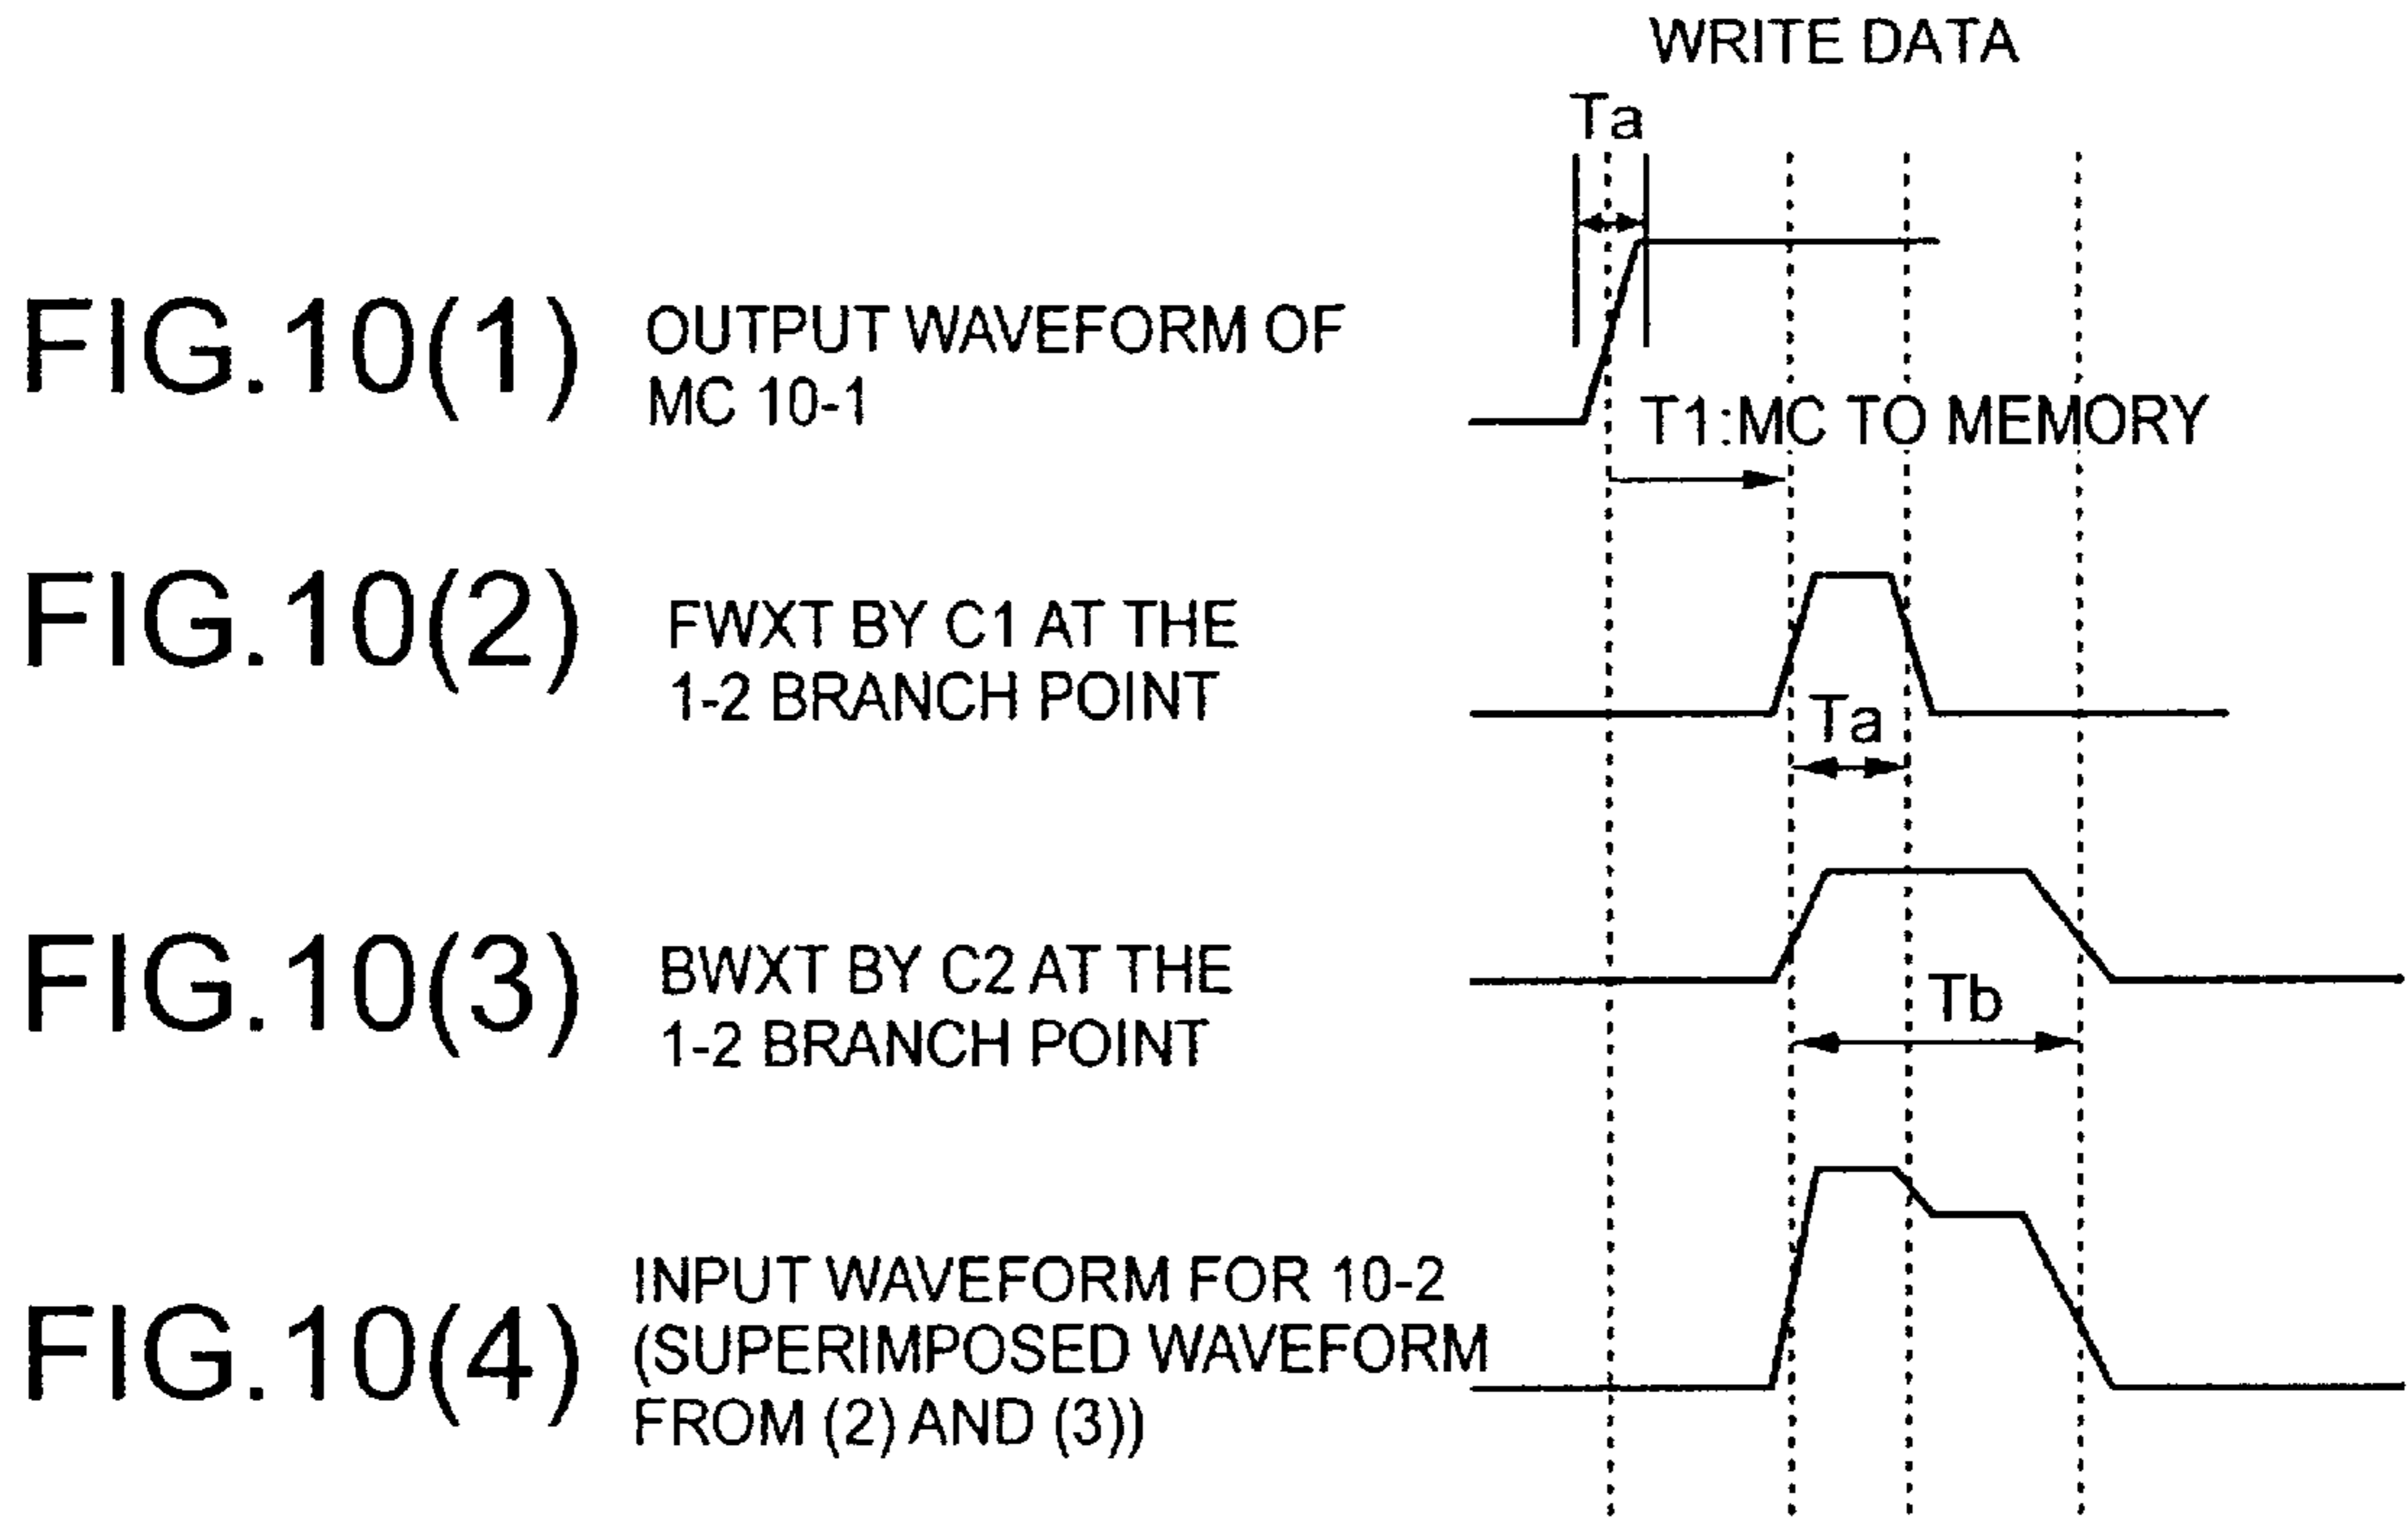 WRITE DATA
Ta
FIG.10(1)
OUTPUT WAVEFORM OF
MC 10-1
T1:MC TO MEMORY
FIG.10(2)
FWXT BY C1 AT THE
1-2 BRANCH POINT
Ta
FIG.10(3)
BWXT BY C2 AT THE
1-2 BRANCH POINT
Tb
FIG.10(4)
INPUT WAVEFORM FOR 10-2
(SUPERIMPOSED WAVEFORM
FROM (2) AND (3))